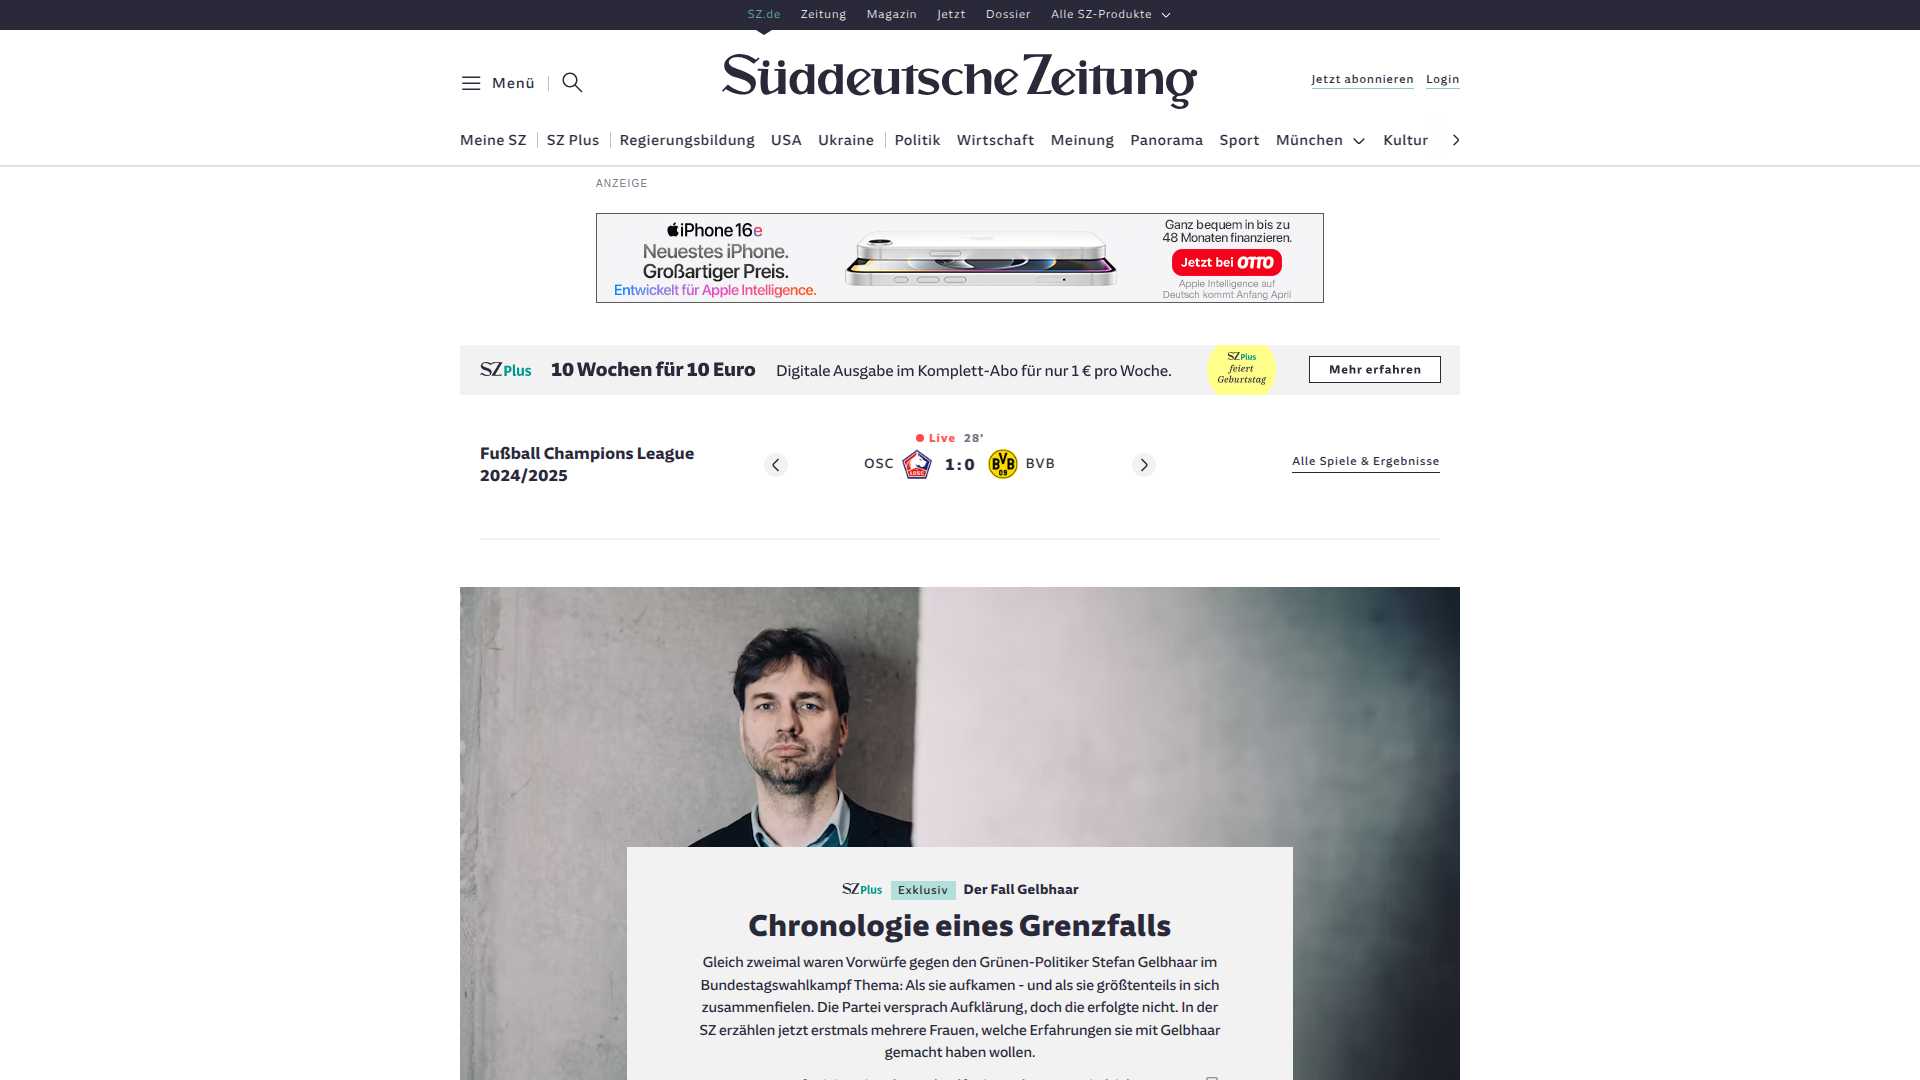 SZ.de Zeitung Magazin Jetzt Dossier Alle SZ-Produkte
Menü
Süddeutsche Zeitung
Jetzt abonnieren Login
Meine SZ SZ Plus Regierungsbildung USA Ukraine Politik Wirtschaft Meinung Panorama Sport München Kultur
ANZEIGE
iPhone 16e
Neuestes iPhone.
Großartiger Preis.
Entwickelt für Apple Intelligence.
Ganz bequem in bis zu
48 Monaten finanzieren.
Jetzt bei OTTO
Apple Intelligence auf
Deutsch kommt Anfang April
SZ Plus 10 Wochen für 10 Euro Digitale Ausgabe im Komplett-Abo für nur 1 € pro Woche.
SZ Plus
feiert
Geburtstag
Mehr erfahren
Fußball Champions League
2024/2025
Live 28'
OSC LOSC 1:0 BVB 09 BVB
Alle Spiele & Ergebnisse
SZ Plus Exklusiv Der Fall Gelbhaar
Chronologie eines Grenzfalls
Gleich zweimal waren Vorwürfe gegen den Grünen-Politiker Stefan Gelbhaar im
Bundestagswahlkampf Thema: Als sie aufkamen - und als sie größtenteils in sich
zusammenfielen. Die Partei versprach Aufklärung, doch die erfolgte nicht. In der
SZ erzählen jetzt erstmals mehrere Frauen, welche Erfahrungen sie mit Gelbhaar
gemacht haben wollen.